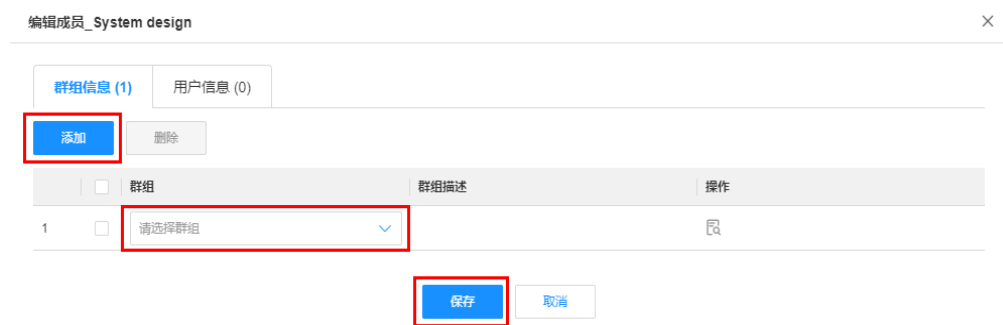 编辑成员_System design
群组信息 (1) 用户信息 (0)
添加 删除
群组 群组描述 操作
1 请选择群组
保存 取消